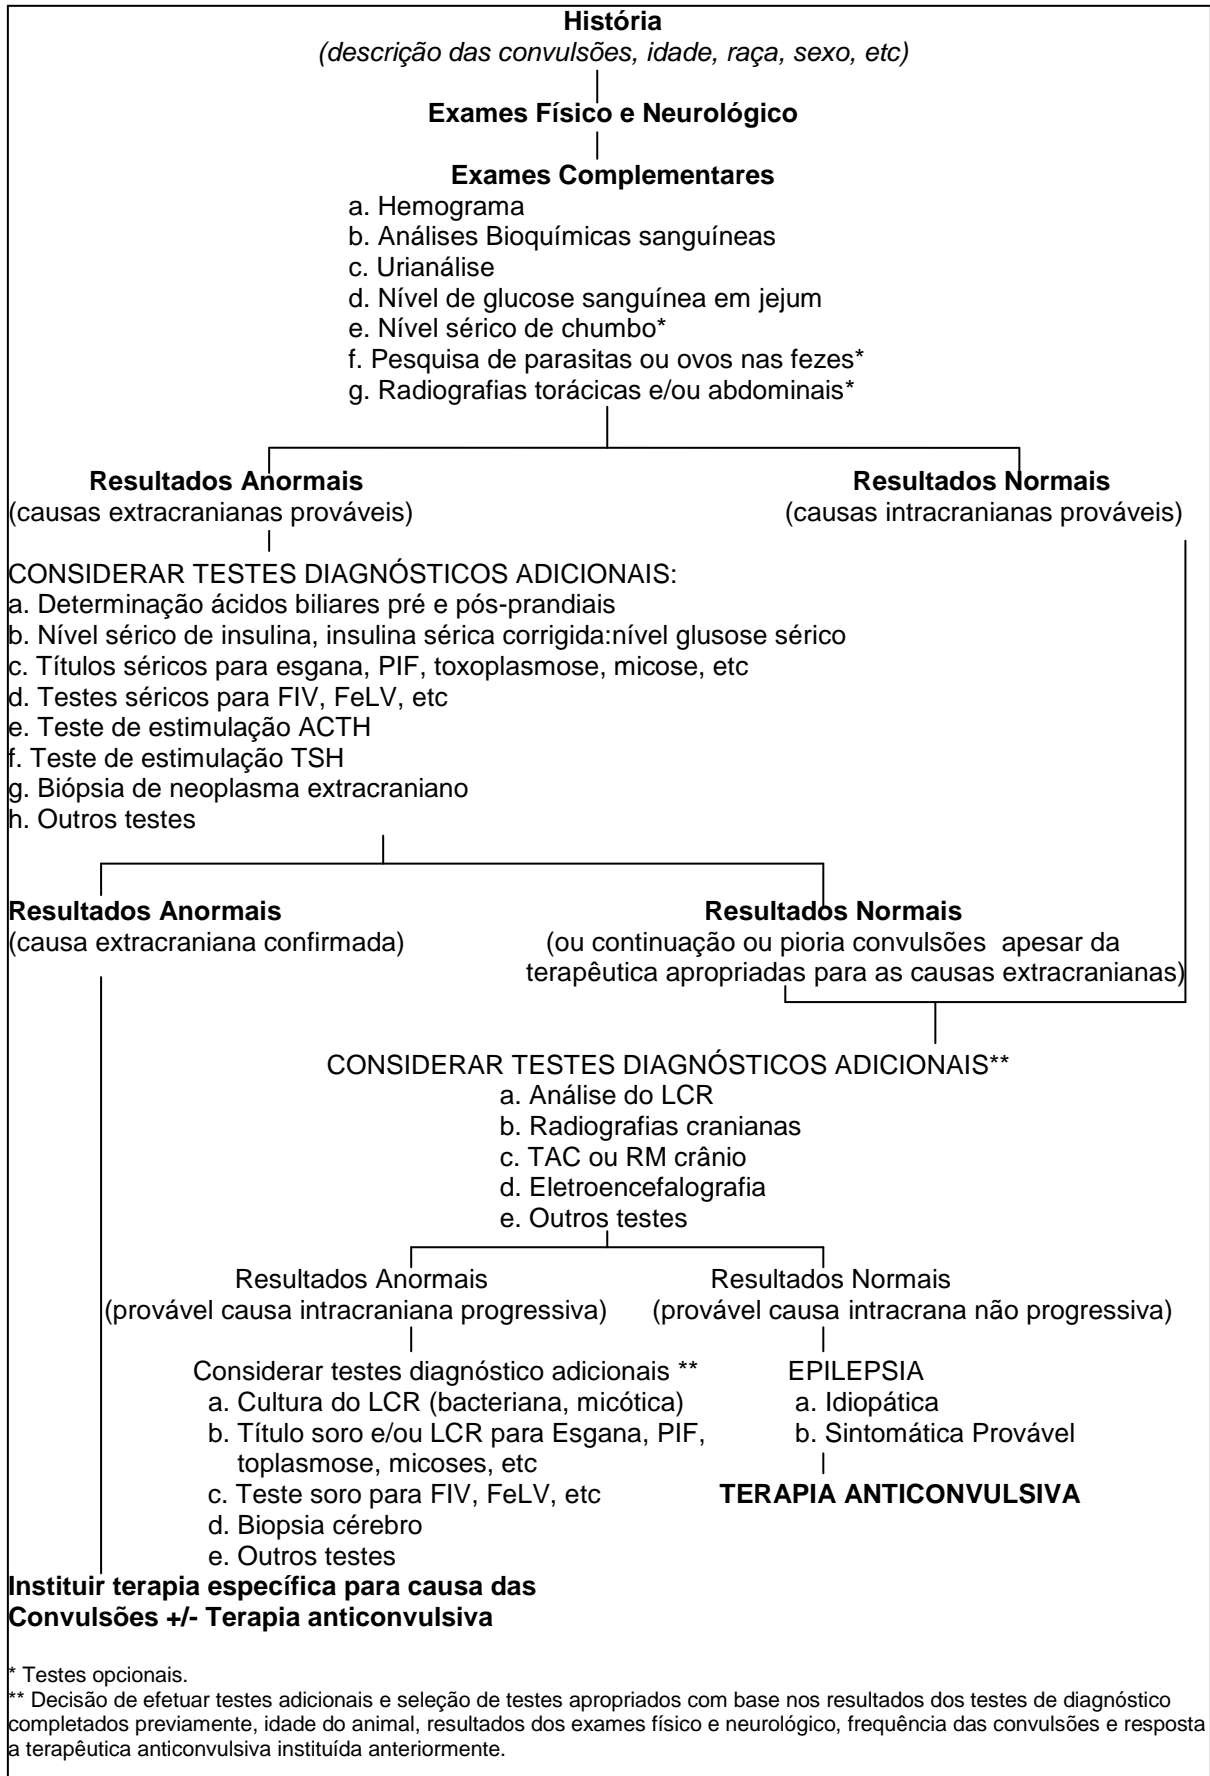 História
(descrição das convulsões, idade, raça, sexo, etc)
Exames Físico e Neurológico
Exames Complementares
a. Hemograma
b. Análises Bioquímicas sanguíneas
c. Urianálise
d. Nível de glucose sanguínea em jejum
e. Nível sérico de chumbo*
f. Pesquisa de parasitas ou ovos nas fezes*
g. Radiografias torácicas e/ou abdominais*
Resultados Anormais
(causas extracranianas prováveis)
Resultados Normais
(causas intracranianas prováveis)
CONSIDERAR TESTES DIAGNÓSTICOS ADICIONAIS:
a. Determinação ácidos biliares pré e pós-prandiais
b. Nível sérico de insulina, insulina sérica corrigida:nível glusose sérico
c. Títulos séricos para esgana, PIF, toxoplasmose, micose, etc
d. Testes séricos para FIV, FeLV, etc
e. Teste de estimulação ACTH
f. Teste de estimulação TSH
g. Biópsia de neoplasma extracraniano
h. Outros testes
Resultados Anormais
(causa extracraniana confirmada)
Resultados Normais
(ou continuação ou pioria convulsões apesar da
terapêutica apropriadas para as causas extracranianas)
CONSIDERAR TESTES DIAGNÓSTICOS ADICIONAIS**
a. Análise do LCR
b. Radiografias cranianas
c. TAC ou RM crânio
d. Eletroencefalografia
e. Outros testes
Resultados Anormais
(provável causa intracraniana progressiva)
Resultados Normais
(provável causa intracrana não progressiva)
Considerar testes diagnóstico adicionais **
a. Cultura do LCR (bacteriana, micótica)
b. Título soro e/ou LCR para Esgana, PIF,
toplasmose, micoses, etc
c. Teste soro para FIV, FeLV, etc
d. Biopsia cérebro
e. Outros testes
EPILEPSIA
a. Idiopática
b. Sintomática Provável
TERAPIA ANTICONVULSIVA
Instituir terapia específica para causa das
Convulsões +/- Terapia anticonvulsiva
* Testes opcionais.
** Decisão de efetuar testes adicionais e seleção de testes apropriados com base nos resultados dos testes de diagnóstico
completados previamente, idade do animal, resultados dos exames físico e neurológico, frequência das convulsões e resposta
a terapêutica anticonvulsiva instituída anteriormente.